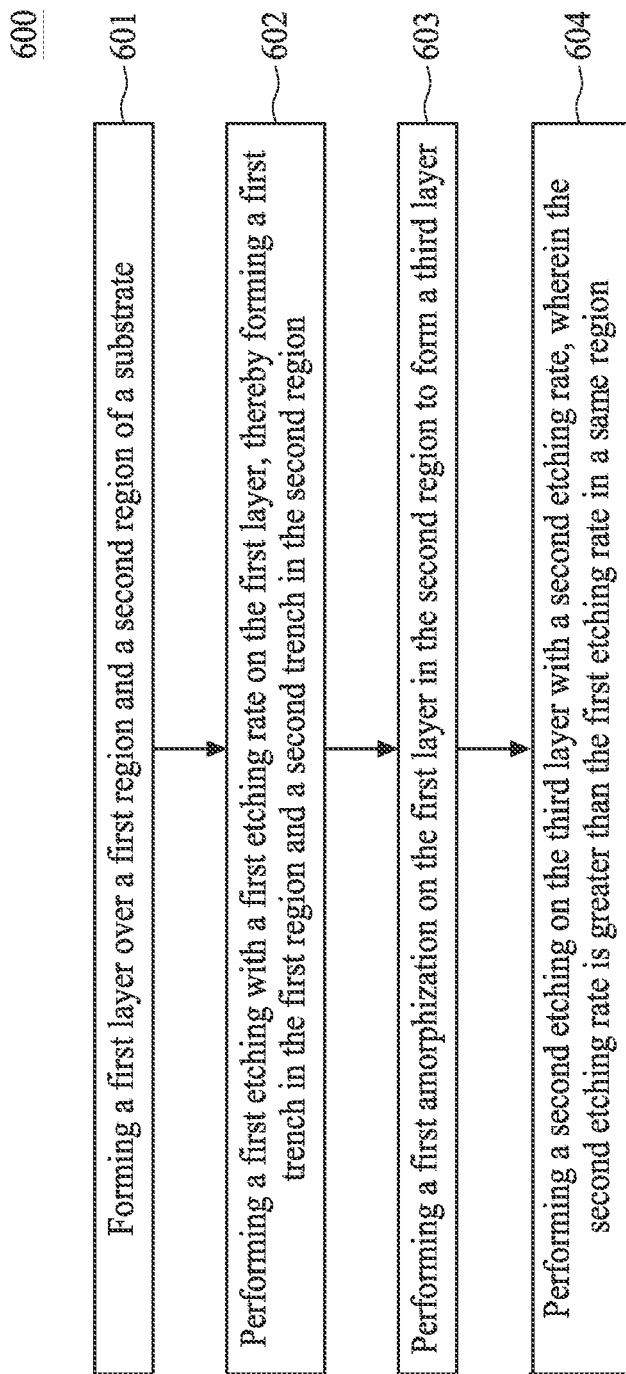 600
Forming a first layer over a first region and a second region of a substrate
601
Performing a first etching with a first etching rate on the first layer, thereby forming a first
trench in the first region and a second trench in the second region
602
Performing a first amorphization on the first layer in the second region to form a third layer
603
Performing a second etching on the third layer with a second etching rate, wherein the
second etching rate is greater than the first etching rate in a same region
604